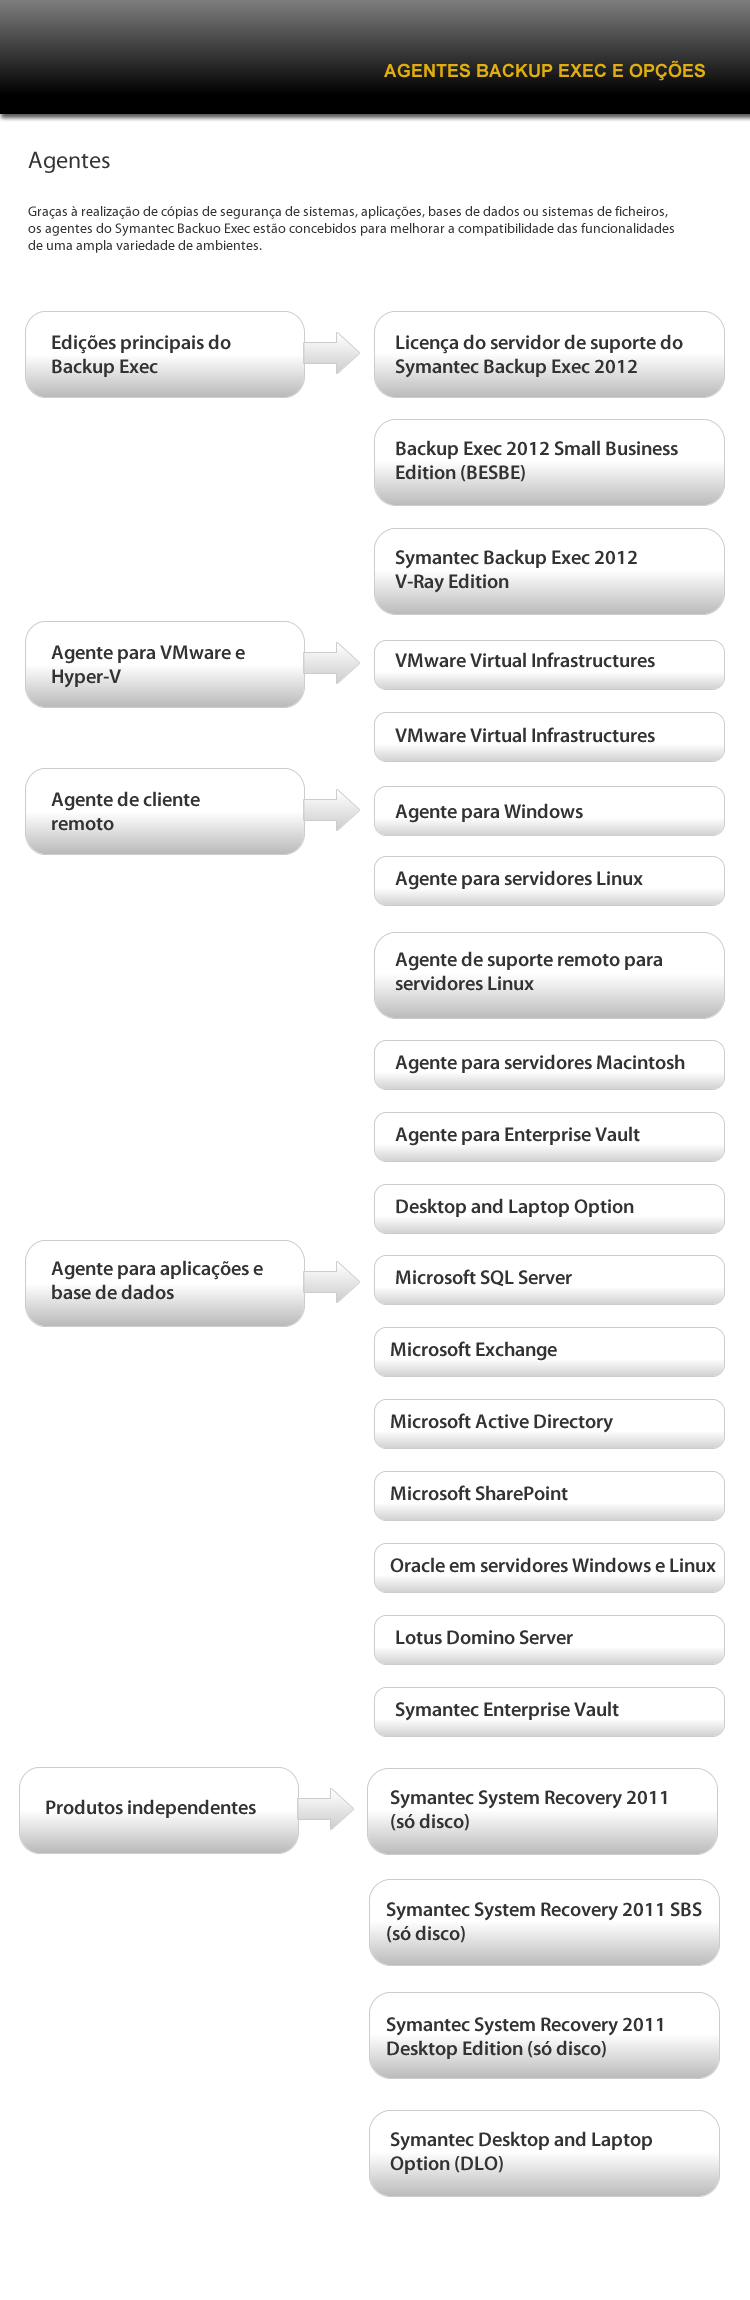 AGENTES BACKUP EXEC E OPÇÕES
Agentes
Graças à realização de cópias de segurança de sistemas, aplicações, bases de dados ou sistemas de ficheiros,
os agentes do Symantec Backuo Exec estão concebidos para melhorar a compatibilidade das funcionalidades
de uma ampla variedade de ambientes.
Edições principais do
Backup Exec
Licença do servidor de suporte do
Symantec Backup Exec 2012
Backup Exec 2012 Small Business
Edition (BESBE)
Symantec Backup Exec 2012
V-Ray Edition
Agente para VMware e
Hyper-V
VMware Virtual Infrastructures
VMware Virtual Infrastructures
Agente de cliente
remoto
Agente para Windows
Agente para servidores Linux
Agente de suporte remoto para
servidores Linux
Agente para servidores Macintosh
Agente para Enterprise Vault
Desktop and Laptop Option
Agente para aplicações e
base de dados
Microsoft SQL Server
Microsoft Exchange
Microsoft Active Directory
Microsoft SharePoint
Oracle em servidores Windows e Linux
Lotus Domino Server
Symantec Enterprise Vault
Produtos independentes
Symantec System Recovery 2011
(só disco)
Symantec System Recovery 2011 SBS
(só disco)
Symantec System Recovery 2011
Desktop Edition (só disco)
Symantec Desktop and Laptop
Option (DLO)